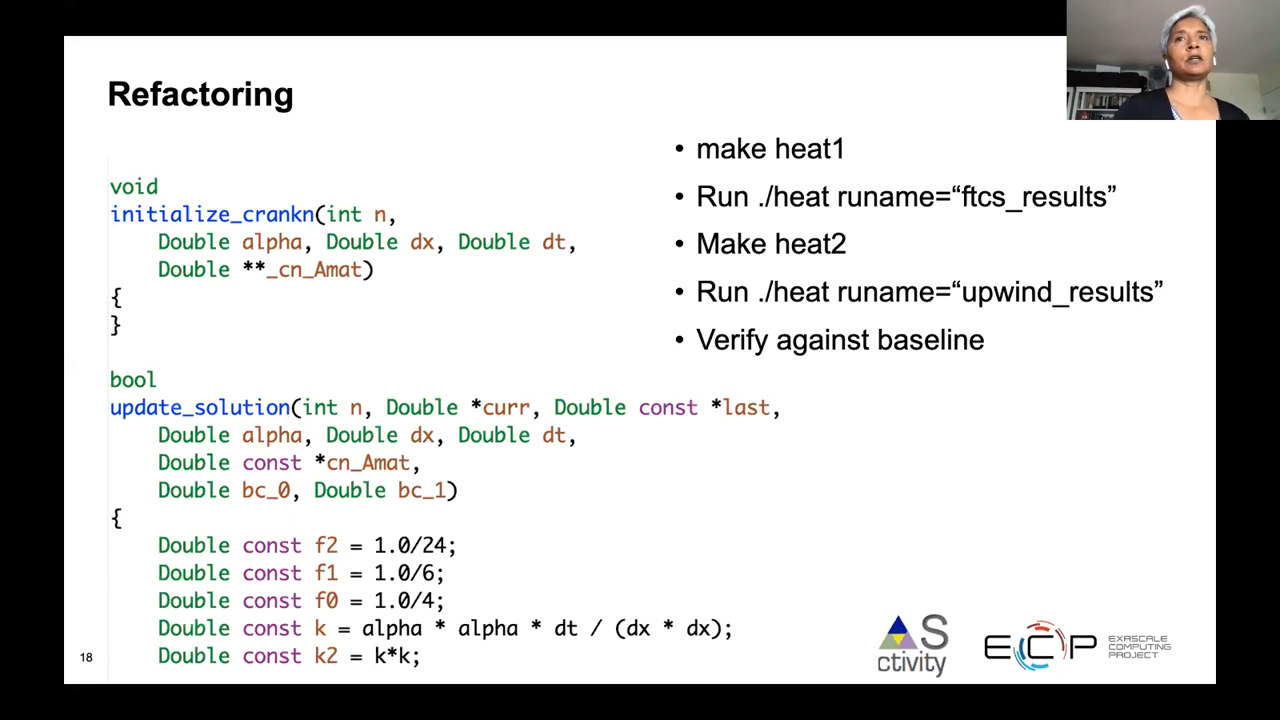 Refactoring
void
initialize_crankn(int n,
Double alpha, Double dx, Double dt,
Double **_cn_Amat)
{
}
bool
update_solution(int n, Double *curr, Double const *last,
Double alpha, Double dx, Double dt,
Double const *cn_Amat,
Double bc_0, Double bc_1)
{
Double const f2 = 1.0/24;
Double const f1 = 1.0/6;
Double const f0 = 1.0/4;
Double const k = alpha * alpha * dt / (dx * dx);
Double const k2 = k*k;
• make heat1
• Run ./heat runame=“ftcs_results”
• Make heat2
• Run ./heat runame=“upwind_results”
• Verify against baseline
18
S
ctivity
ECP
EXASCALE
COMPUTING
PROJECT